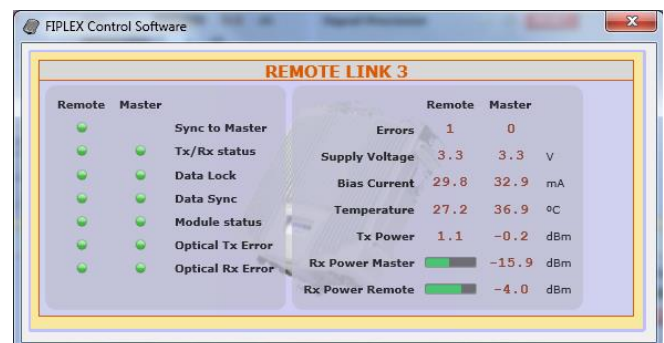 FIPLEX Control Software
REMOTE LINK 3
Remote Master
Sync to Master
Tx/Rx status
Data Lock
Data Sync
Module status
Optical Tx Error
Optical Rx Error
Remote Master
Errors 1 0
Supply Voltage 3.3 3.3 V
Bias Current 29.8 32.9 mA
Temperature 27.2 36.9 ºC
Tx Power 1.1 -0.2 dBm
Rx Power Master -15.9 dBm
Rx Power Remote -4.0 dBm